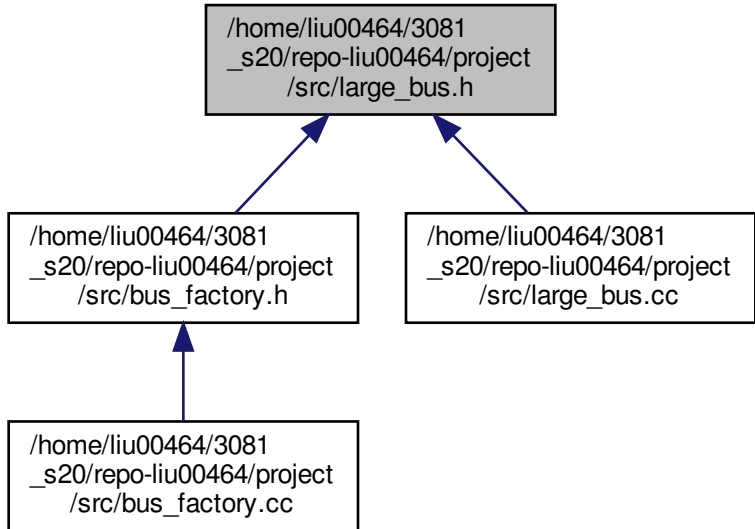 /home/liu00464/3081
_s20/repo-liu00464/project
/src/large_bus.h
/home/liu00464/3081
_s20/repo-liu00464/project
/src/bus_factory.h
/home/liu00464/3081
_s20/repo-liu00464/project
/src/large_bus.cc
/home/liu00464/3081
_s20/repo-liu00464/project
/src/bus_factory.cc